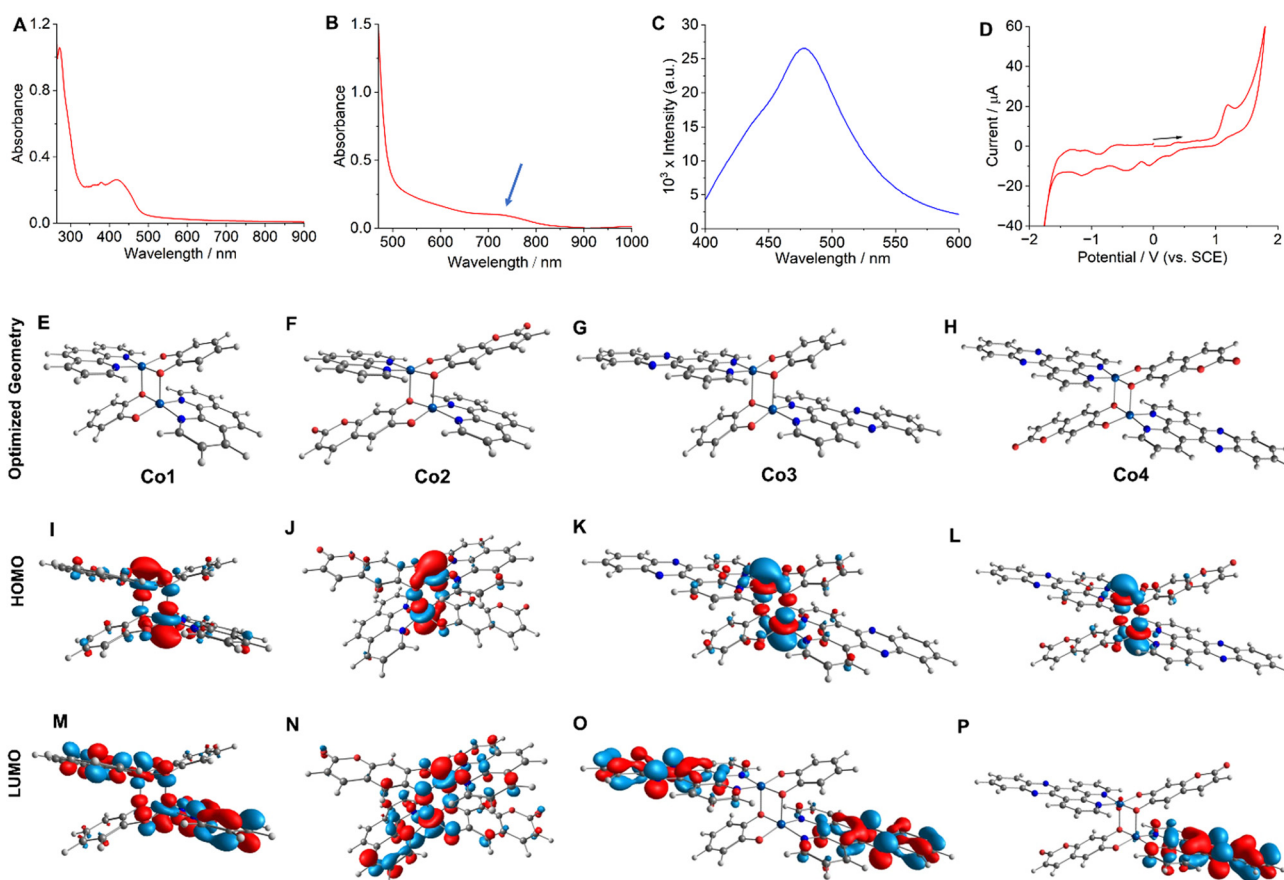 A
1.2
0.8
0.4
0.0
Absorbance
300 400 500 600 700 800 900
Wavelength / nm
B
1.5
1.0
0.5
0.0
Absorbance
500 600 700 800 900 1000
Wavelength / nm
C
30
25
20
15
10
5
0
10³ x Intensity (a.u.)
400 450 500 550 600
Wavelength / nm
D
60
40
20
0
−20
−40
Current / µA
−2 −1 0 1 2
Potential / V (vs. SCE)
Optimized Geometry
E
F
G
H
Co1
Co2
Co3
Co4
HOMO
I
J
K
L
LUMO
M
N
O
P